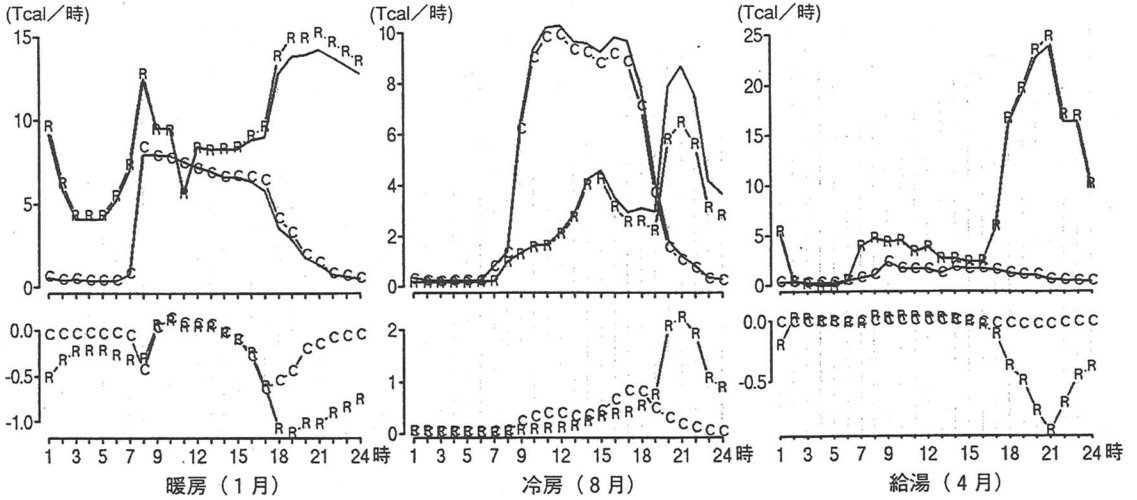 (Tcal/時) (Tcal/時) (Tcal/時)
15 10 5 0
10 8 6 4 2 0
25 20 15 10 5 0
0.0 -0.5 -1.0
2 1 0
0.0 -0.5
1 3 5 7 9 12 15 18 21 24 1 3 5 7 9 12 15 18 21 24 1 3 5 7 9 12 15 18 21 24時
時 時
暖房(1月) 冷房(8月) 給湯(4月)